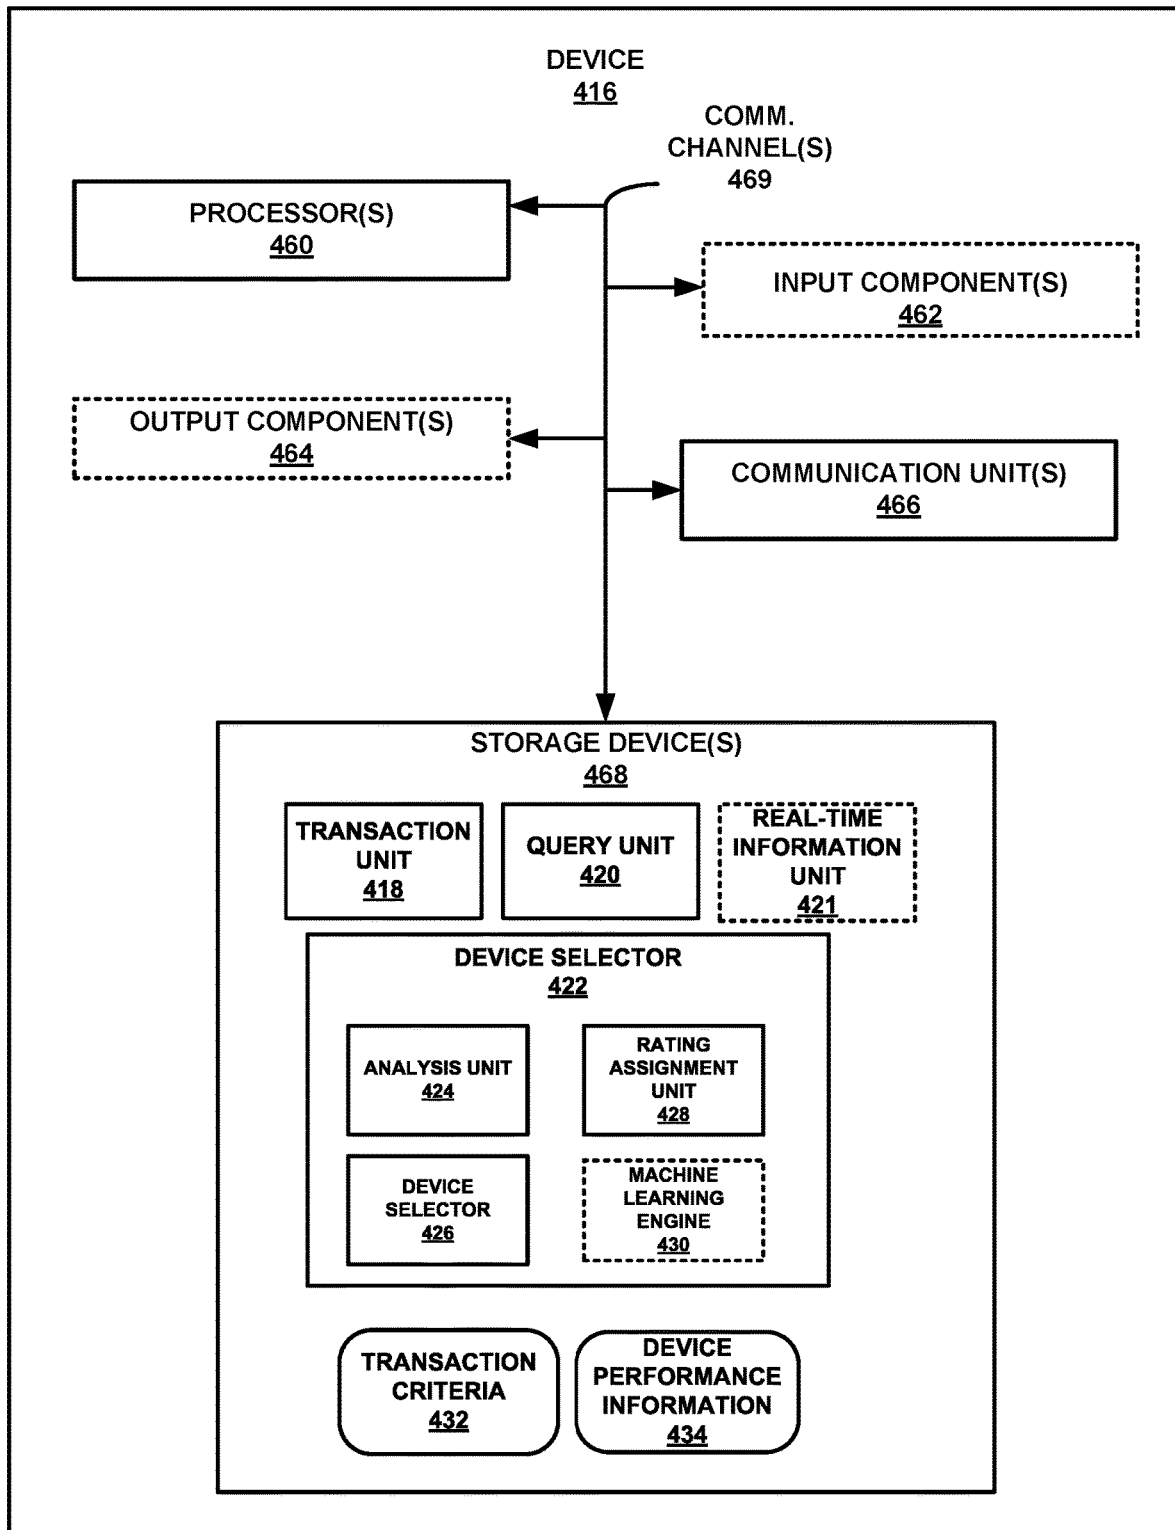 DEVICE
416
COMM.
CHANNEL(S)
469
PROCESSOR(S)
460
INPUT COMPONENT(S)
462
OUTPUT COMPONENT(S)
464
COMMUNICATION UNIT(S)
466
STORAGE DEVICE(S)
468
TRANSACTION
UNIT
418
QUERY UNIT
420
REAL-TIME
INFORMATION
UNIT
421
DEVICE SELECTOR
422
ANALYSIS UNIT
424
RATING
ASSIGNMENT
UNIT
428
DEVICE
SELECTOR
426
MACHINE
LEARNING
ENGINE
430
TRANSACTION
CRITERIA
432
DEVICE
PERFORMANCE
INFORMATION
434